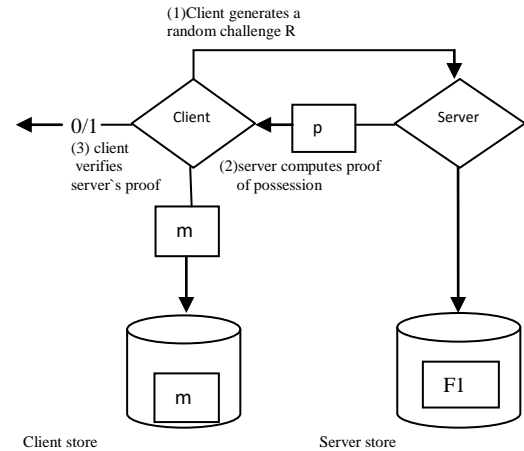 (1)Client generates a
random challenge R
Client
Server
0/1
p
(3) client
verifies
server`s proof
(2)server computes proof
of possession
m
m
F1
Client store
Server store